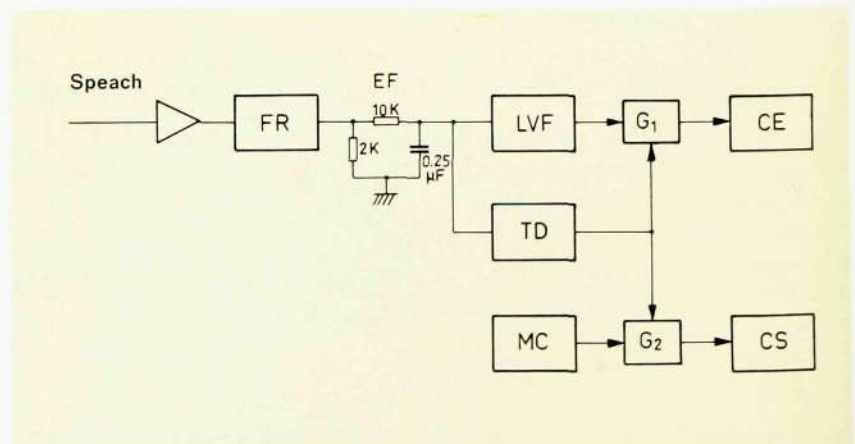 Speach
EF
FR
10K
2K
0.25
µF
LVF
G₁
CE
TD
MC
G₂
CS